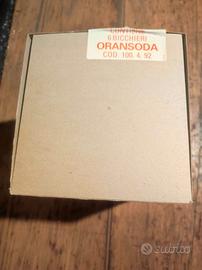 CONTIENE
6 BICCHIERI
ORANSODA
COD. 100. 4. 92
subito